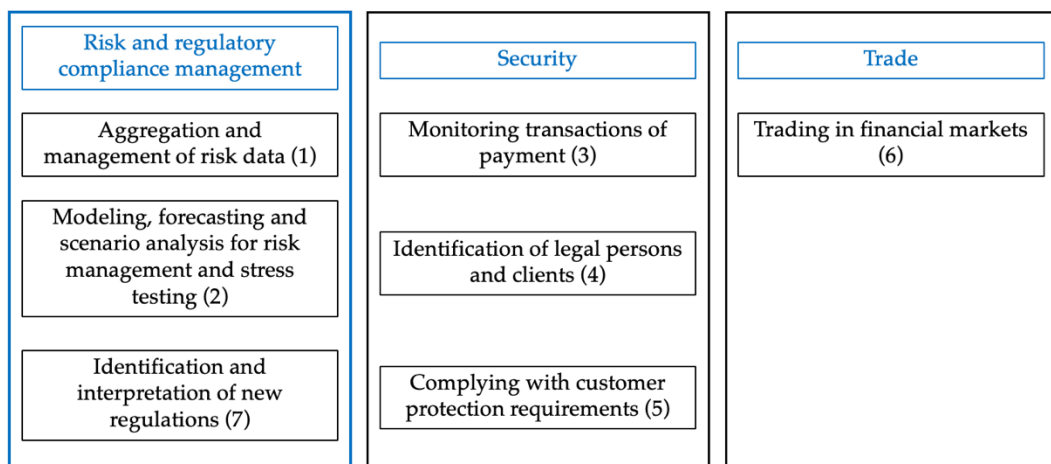 Risk and regulatory
compliance management
Aggregation and
management of risk data (1)
Modeling, forecasting and
scenario analysis for risk
management and stress
testing (2)
Identification and
interpretation of new
regulations (7)
Security
Monitoring transactions of
payment (3)
Identification of legal persons
and clients (4)
Complying with customer
protection requirements (5)
Trade
Trading in financial markets
(6)